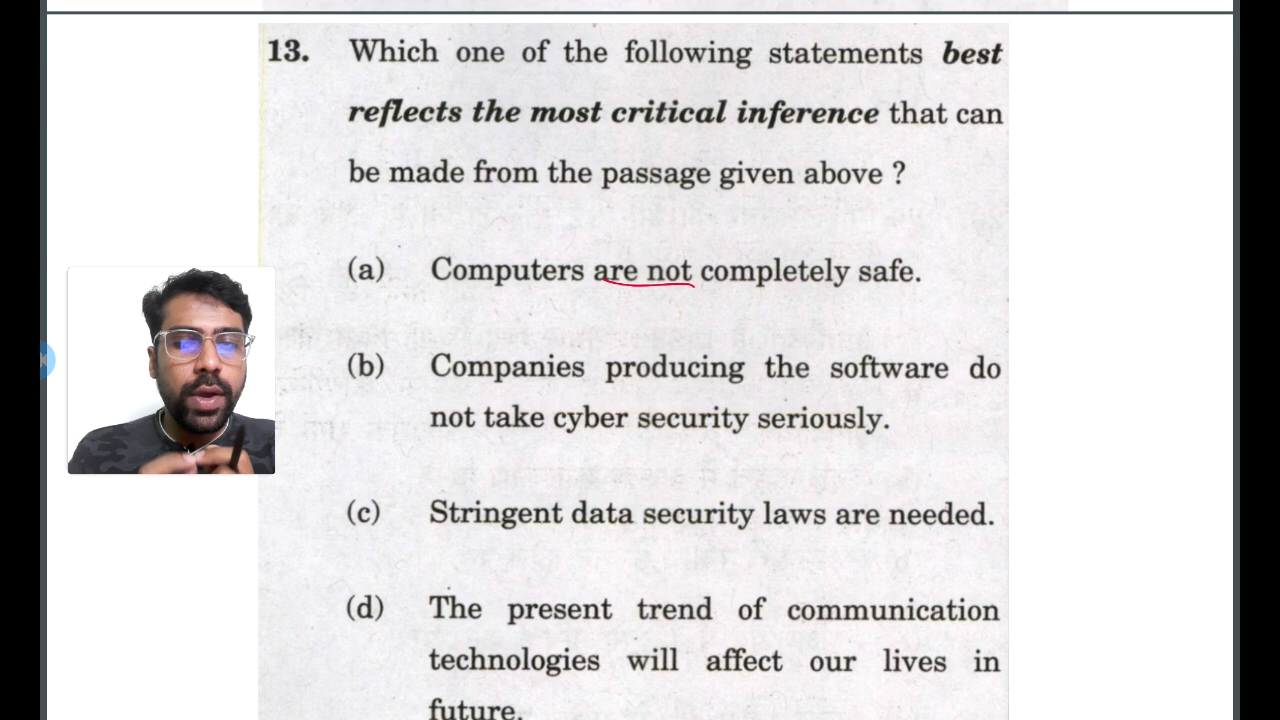 13. Which one of the following statements best
reflects the most critical inference that can
be made from the passage given above ?
(a) Computers are not completely safe.
(b) Companies producing the software do
not take cyber security seriously.
(c) Stringent data security laws are needed.
(d) The present trend of communication
technologies will affect our lives in
future.